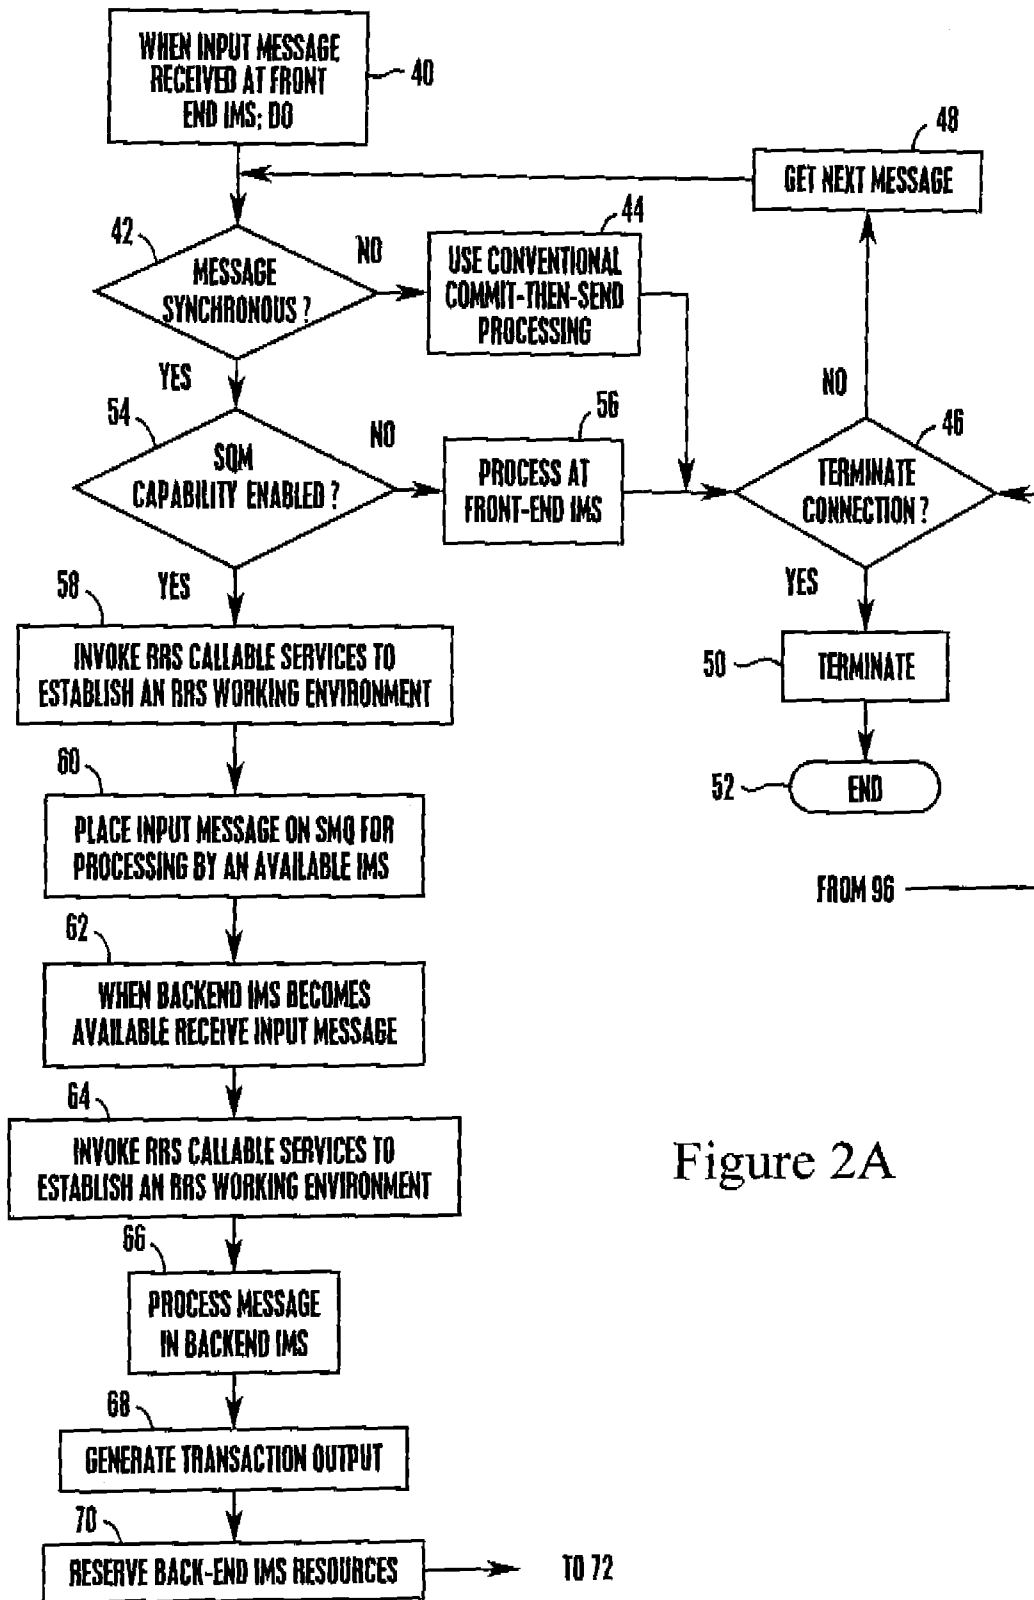 WHEN INPUT MESSAGE
RECEIVED AT FRONT
END IMS; DO
40
48
GET NEXT MESSAGE
42
MESSAGE
SYNCHRONOUS ?
NO
44
USE CONVENTIONAL
COMMIT-THEN-SEND
PROCESSING
YES
NO
54
SQM
CAPABILITY ENABLED ?
NO
56
PROCESS AT
FRONT-END IMS
46
TERMINATE
CONNECTION ?
YES
YES
58
INVOKE RRS CALLABLE SERVICES TO
ESTABLISH AN RRS WORKING ENVIRONMENT
50
TERMINATE
60
PLACE INPUT MESSAGE ON SMQ FOR
PROCESSING BY AN AVAILABLE IMS
52
END
FROM 96
62
WHEN BACKEND IMS BECOMES
AVAILABLE RECEIVE INPUT MESSAGE
64
INVOKE RRS CALLABLE SERVICES TO
ESTABLISH AN RRS WORKING ENVIRONMENT
Figure 2A
66
PROCESS MESSAGE
IN BACKEND IMS
68
GENERATE TRANSACTION OUTPUT
70
RESERVE BACK-END IMS RESOURCES
TO 72